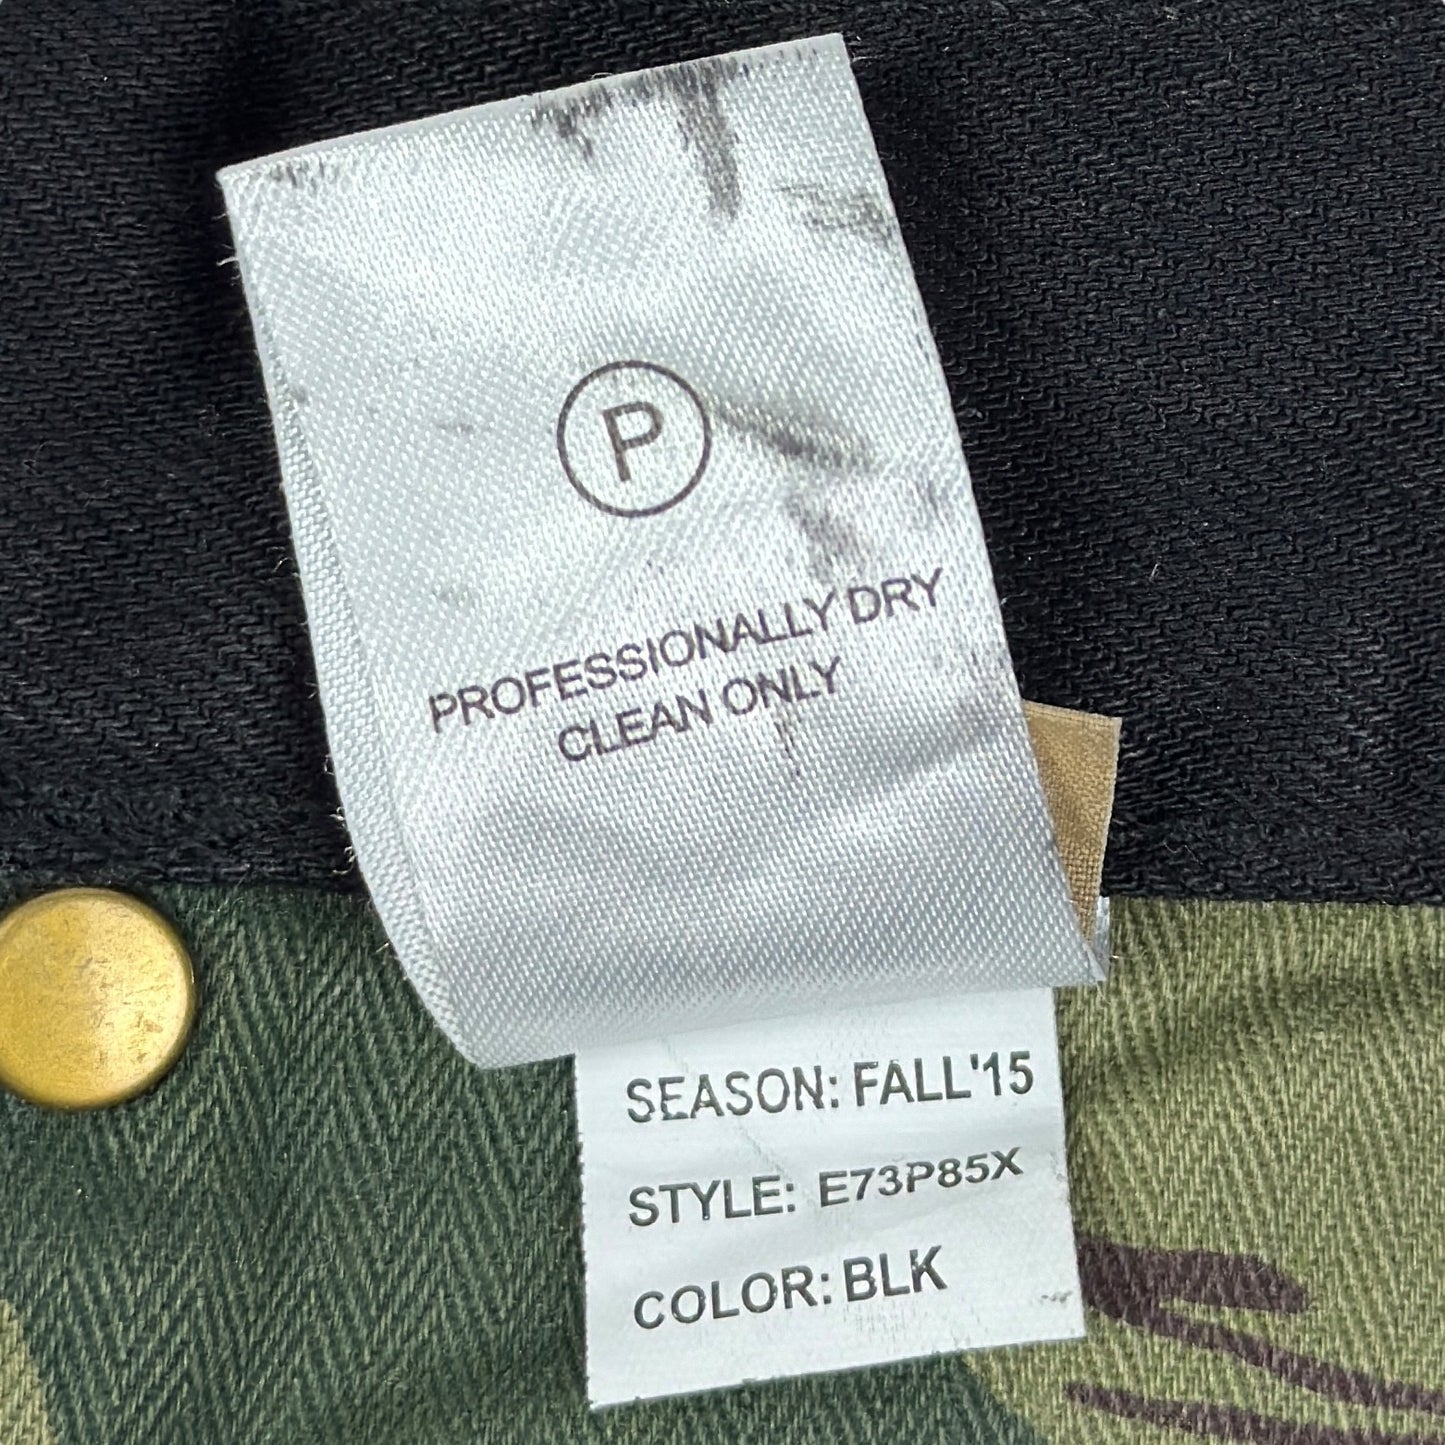 P
PROFESSIONALLY DRY
CLEAN ONLY
SEASON: FALL'15
STYLE: E73P85X
COLOR: BLK